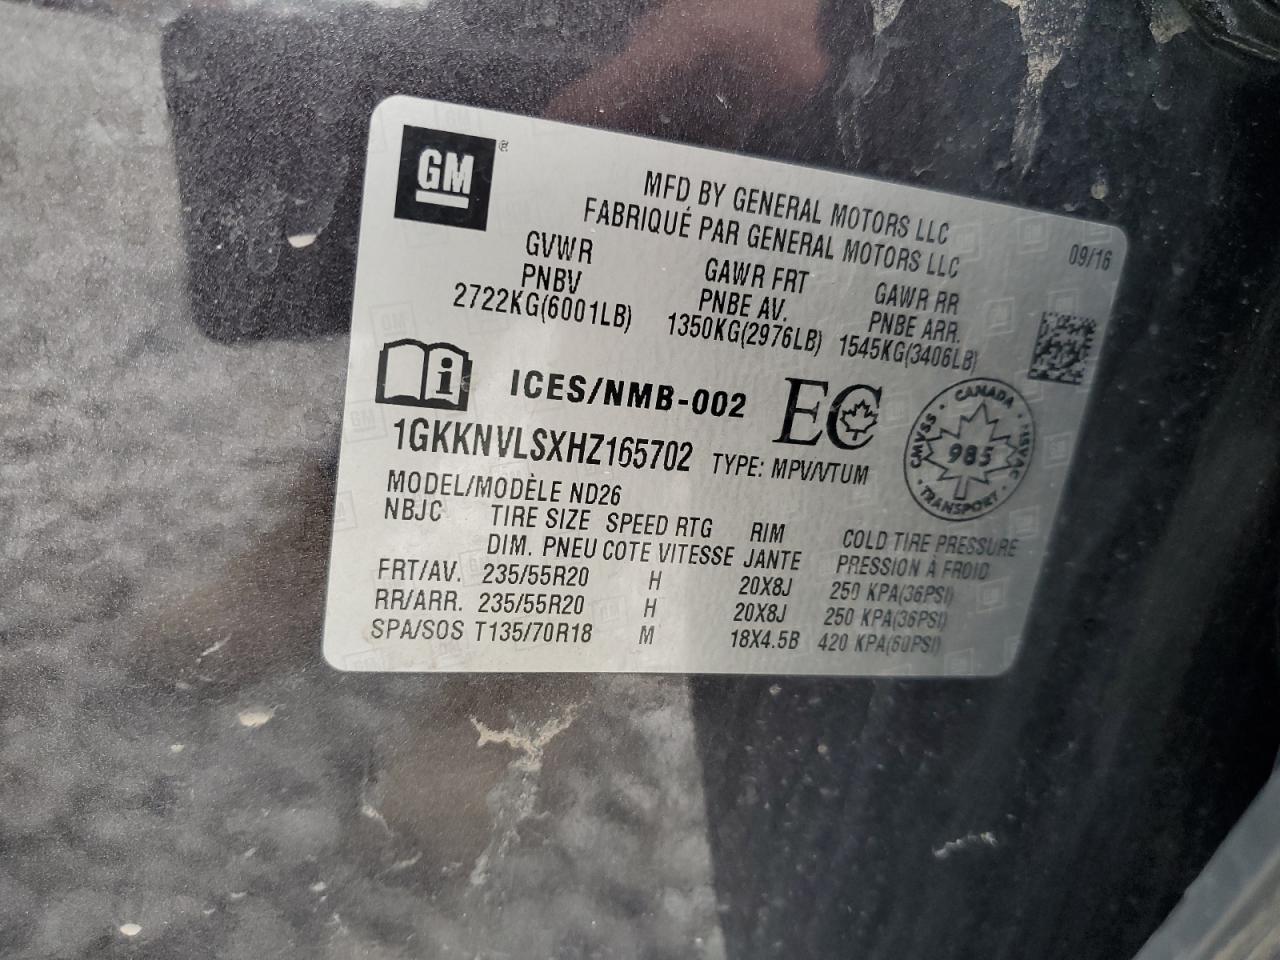 GM ®
MFD BY GENERAL MOTORS LLC
FABRIQUÉ PAR GENERAL MOTORS LLC
09/16
GVWR GAWR FRT GAWR RR
PNBV PNBE AV. PNBE ARR.
2722KG(6001LB) 1350KG(2976LB) 1545KG(3406LB)
i ICES/NMB-002 EC
CANADA CMVSS NSVAC TRANSPORT 985
1GKKNVLSXHZ165702 TYPE: MPV/VTUM
MODEL/MODÈLE ND26
NBJC TIRE SIZE SPEED RTG RIM COLD TIRE PRESSURE
DIM. PNEU COTE VITESSE JANTE PRESSION À FROID
FRT/AV. 235/55R20 H 20X8J 250 KPA(36PSI)
RR/ARR. 235/55R20 H 20X8J 250 KPA(36PSI)
SPA/SOS T135/70R18 M 18X4.5B 420 KPA(60PSI)